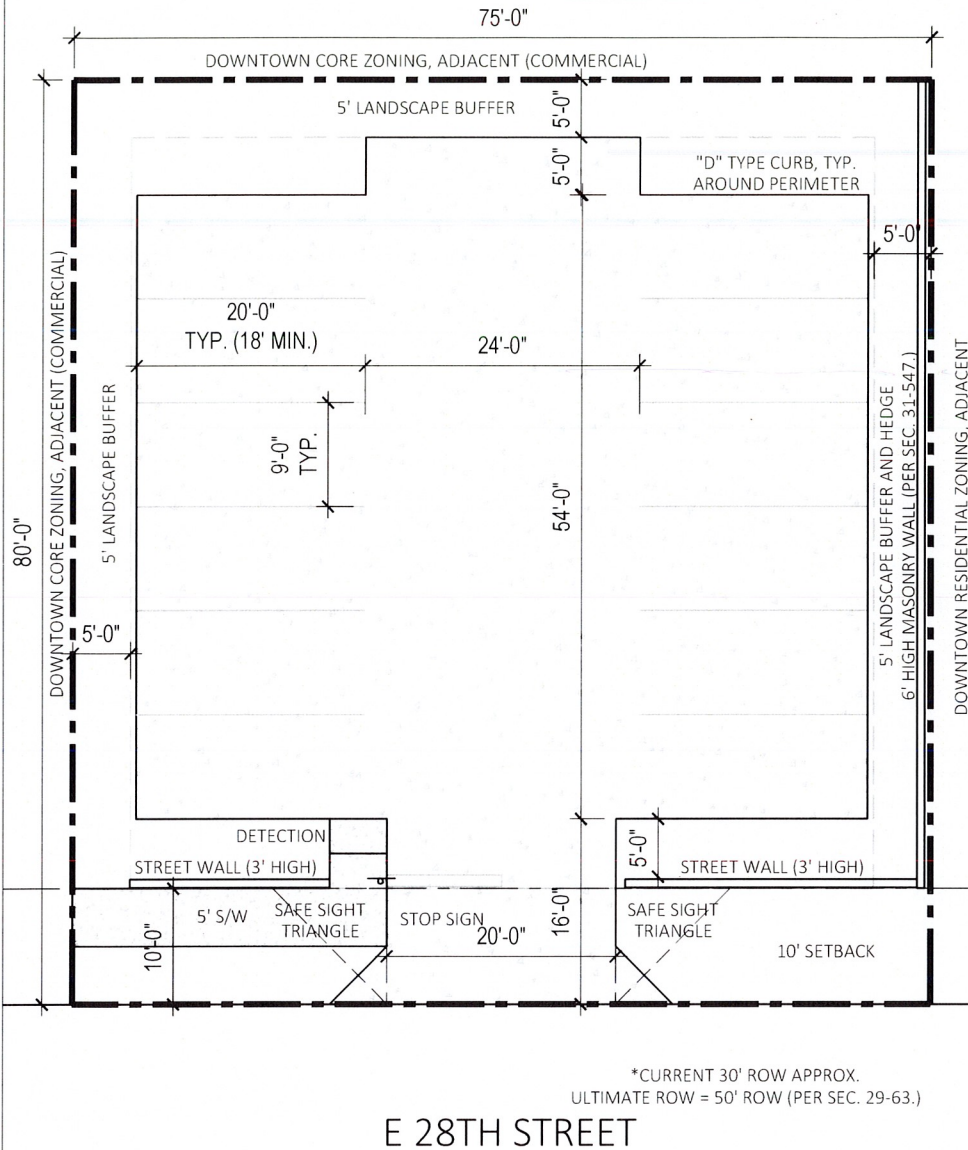 75'-0"
DOWNTOWN CORE ZONING, ADJACENT (COMMERCIAL)
5' LANDSCAPE BUFFER
5'-0"
5'-0"
"D" TYPE CURB, TYP.
AROUND PERIMETER
5'-0"
20'-0"
TYP. (18' MIN.)
24'-0"
9'-0"
TYP.
54'-0"
80'-0"
DOWNTOWN CORE ZONING, ADJACENT (COMMERCIAL)
5' LANDSCAPE BUFFER
5'-0"
5' LANDSCAPE BUFFER AND HEDGE
6' HIGH MASONRY WALL (PER SEC. 31-547.)
DOWNTOWN RESIDENTIAL ZONING, ADJACENT
DETECTION
STREET WALL (3' HIGH)
5'-0"
STREET WALL (3' HIGH)
5' S/W
SAFE SIGHT
TRIANGLE
STOP SIGN
16'-0"
SAFE SIGHT
TRIANGLE
10'-0"
20'-0"
10' SETBACK
*CURRENT 30' ROW APPROX.
ULTIMATE ROW = 50' ROW (PER SEC. 29-63.)
E 28TH STREET